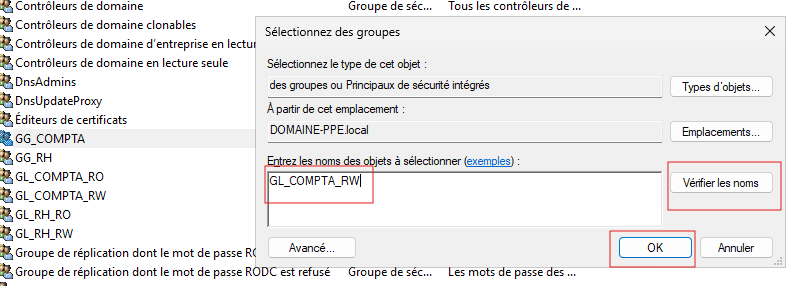 Contrôleurs de domaine Groupe de séc... Tous les contrôleurs de ...
Contrôleurs de domaine clonables
Contrôleurs de domaine d'entreprise en lecture
Contrôleurs de domaine en lecture seule
DnsAdmins
DnsUpdateProxy
Éditeurs de certificats
GG_COMPTA
GG_RH
GL_COMPTA_RO
GL_COMPTA_RW
GL_RH_RO
GL_RH_RW
Groupe de réplication dont le mot de passe RODC
Groupe de réplication dont le mot de passe RODC est refusé Groupe de séc... Les mots de passe des ...
Sélectionnez des groupes
Sélectionnez le type de cet objet :
des groupes ou Principaux de sécurité intégrés
Types d'objets...
À partir de cet emplacement :
DOMAINE-PPE.local
Emplacements...
Entrez les noms des objets à sélectionner (exemples) :
GL_COMPTA_RW
Vérifier les noms
Avancé...
OK
Annuler